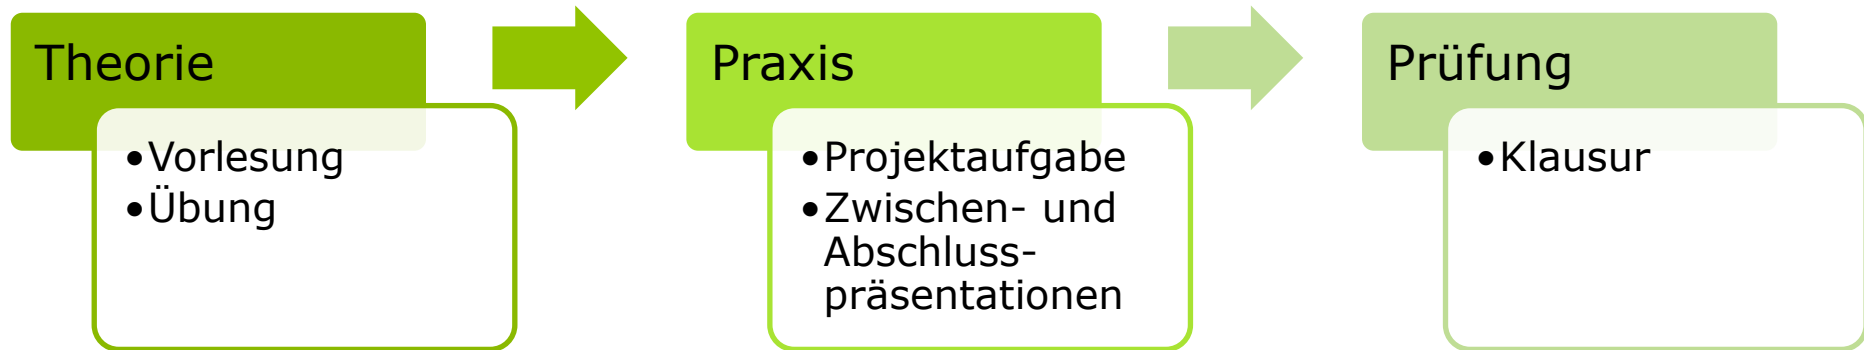 Theorie
•Vorlesung
•Übung
Praxis
•Projektaufgabe
•Zwischen- und
Abschluss-
präsentationen
Prüfung
•Klausur